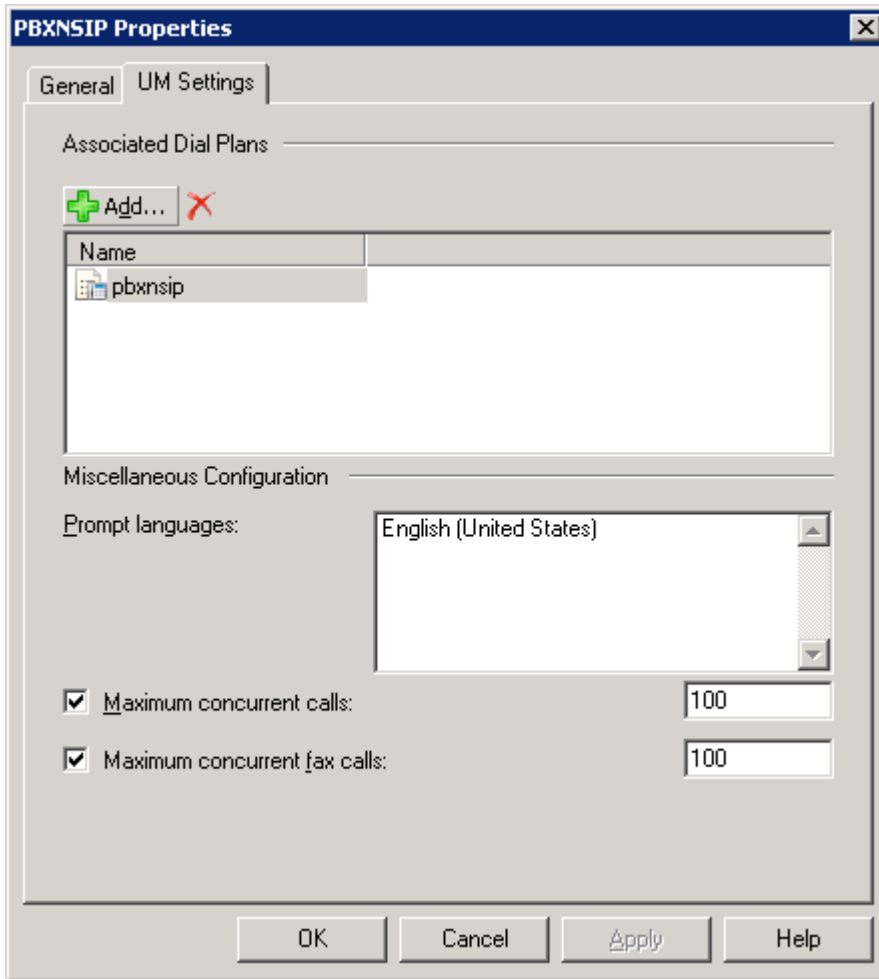 PBXNSIP Properties
General
UM Settings
Associated Dial Plans
Add...
Name
pbxnsip
Miscellaneous Configuration
Prompt languages:
English (United States)
Maximum concurrent calls:
100
Maximum concurrent fax calls:
100
OK
Cancel
Apply
Help